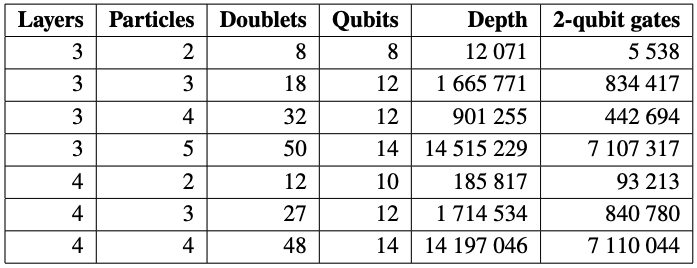 Layers Particles Doublets Qubits Depth 2-qubit gates
3 2 8 8 12 071 5 538
3 3 18 12 1 665 771 834 417
3 4 32 12 901 255 442 694
3 5 50 14 14 515 229 7 107 317
4 2 12 10 185 817 93 213
4 3 27 12 1 714 534 840 780
4 4 48 14 14 197 046 7 110 044